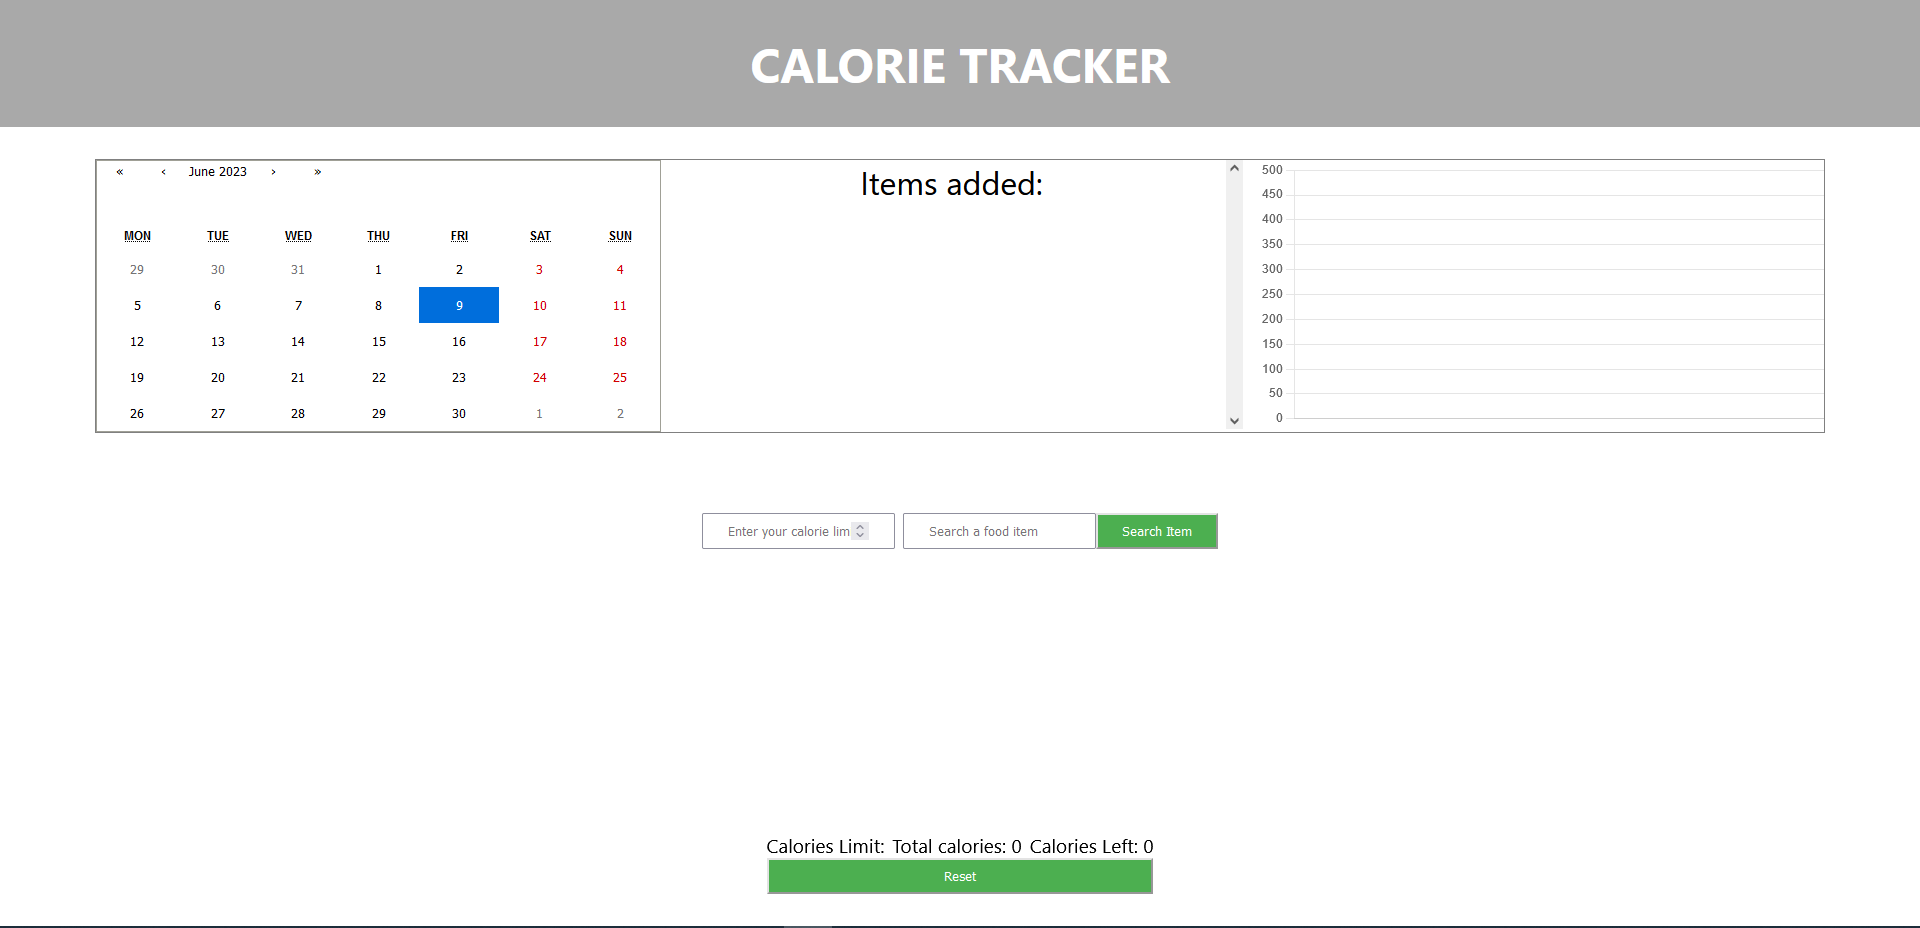 CALORIE TRACKER
« ‹ June 2023 › »
MON TUE WED THU FRI SAT SUN
29 30 31 1 2 3 4
5 6 7 8 9 10 11
12 13 14 15 16 17 18
19 20 21 22 23 24 25
26 27 28 29 30 1 2
Items added:
500
450
400
350
300
250
200
150
100
50
0
Enter your calorie lim Search a food item Search Item
Calories Limit: Total calories: 0 Calories Left: 0
Reset